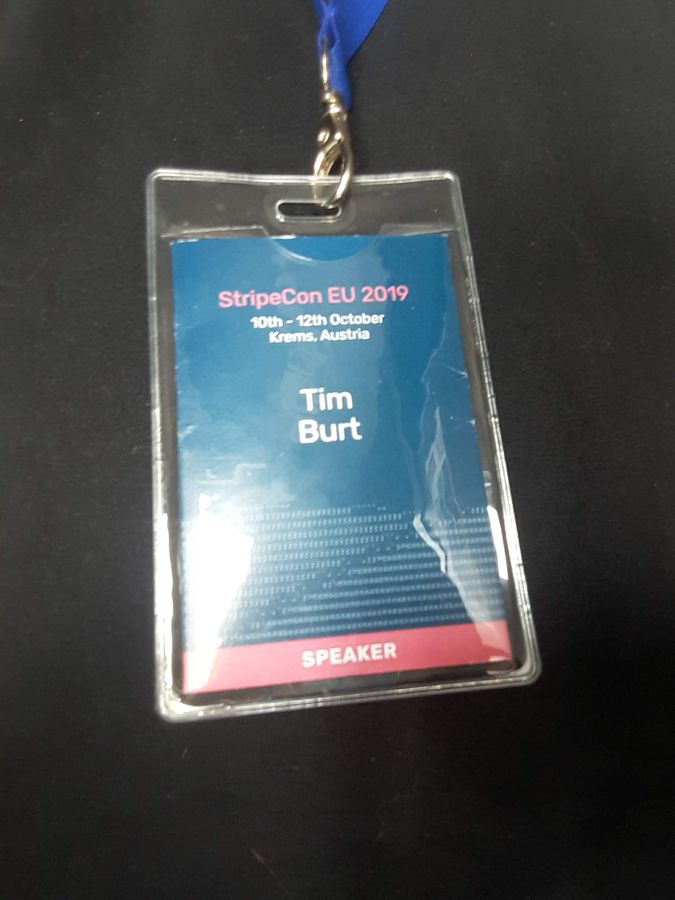 StripeCon EU 2019
10th - 12th October
Krems, Austria
Tim
Burt
SPEAKER